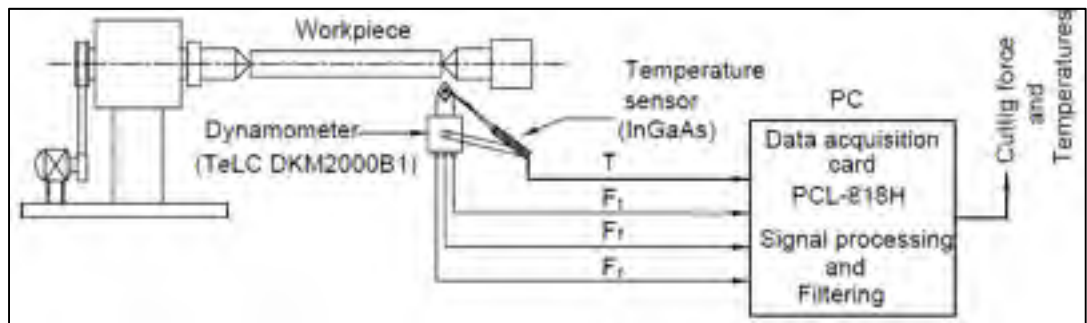 Workpiece
Temperature
sensor
(InGaAs)
Dynamometer
(TeLC DKM2000B1)
T
Ft
Ff
Fr
PC
Data acquisition
card
PCL-818H
Signal processing
and
Filtering
Cuttig force
and
Temperatures